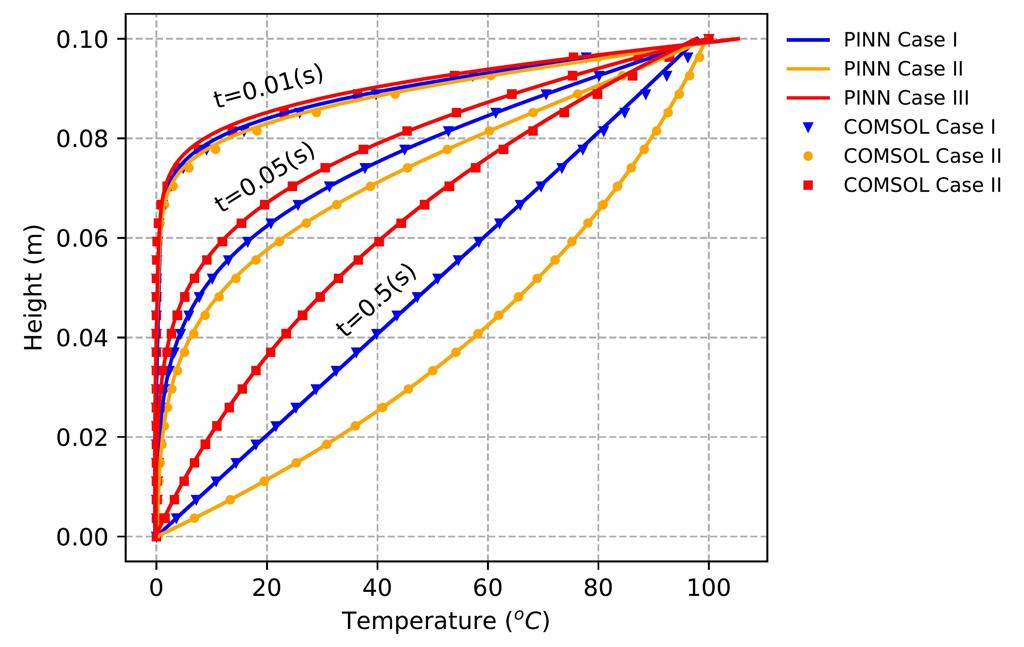 0.10
0.08
0.06
0.04
0.02
0.00
Height (m)
0
20
40
60
80
100
Temperature (°C)
t=0.01(s)
t=0.05(s)
t=0.5(s)
PINN Case I
PINN Case II
PINN Case III
COMSOL Case I
COMSOL Case II
COMSOL Case II